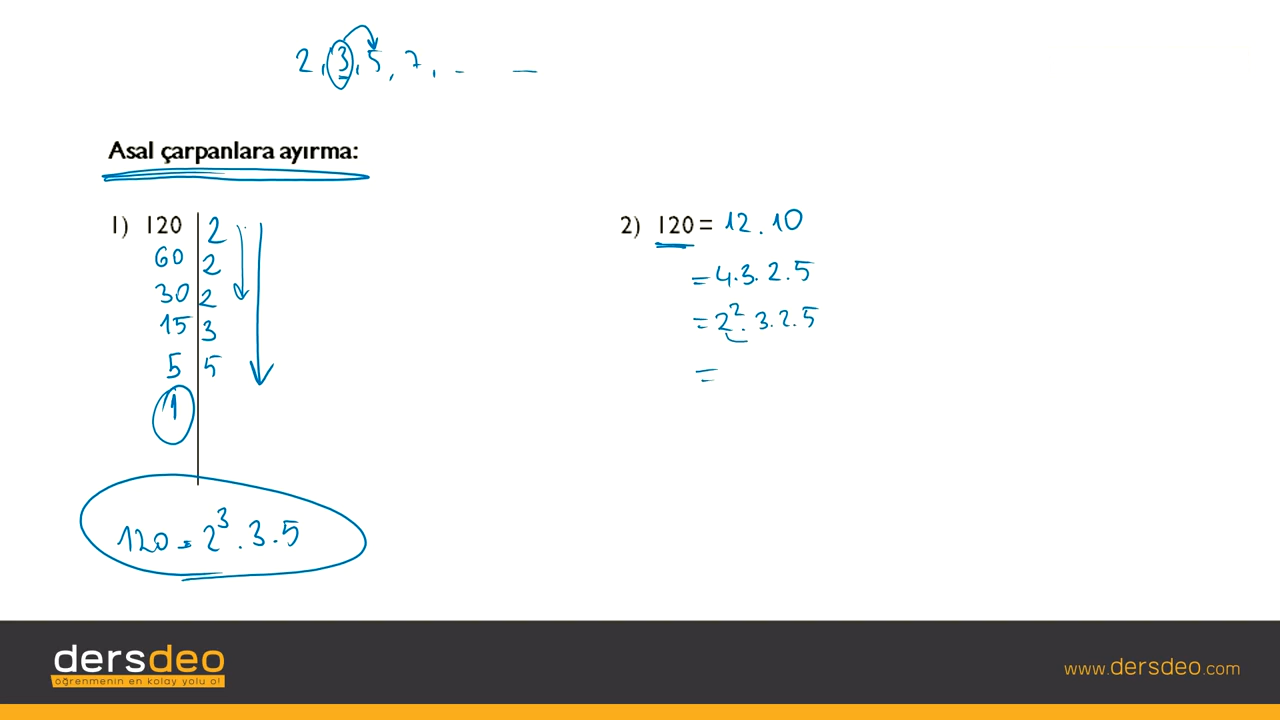 2, 3, 5, 7, . _
Asal çarpanlara ayırma:
1) 120 | 2
60 | 2
30 | 2
15 | 3
5 | 5
1
120 = 2³ . 3 . 5
2) 120 = 12 . 10
= 4 . 3 . 2 . 5
= 2² . 3 . 2 . 5
=
dersdeo
öğrenmenin en kolay yolu o!
www.dersdeo.com